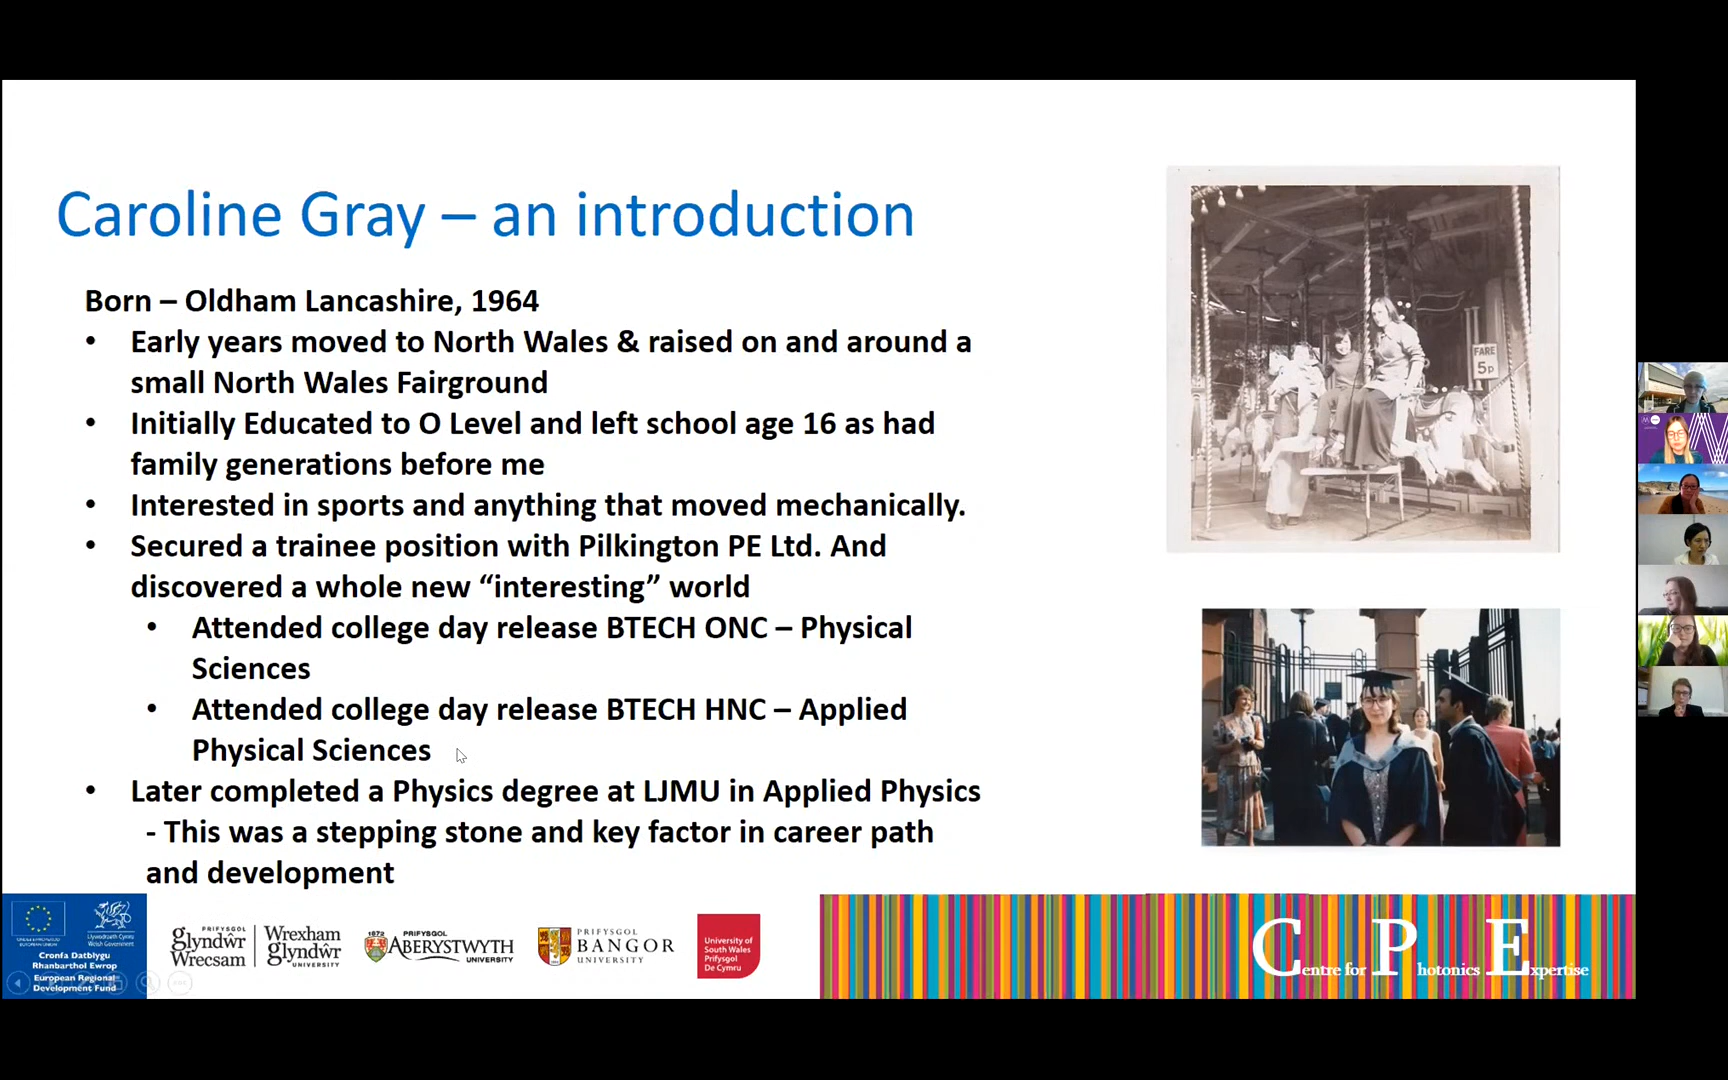 Caroline Gray – an introduction
Born – Oldham Lancashire, 1964
• Early years moved to North Wales & raised on and around a
small North Wales Fairground
• Initially Educated to O Level and left school age 16 as had
family generations before me
• Interested in sports and anything that moved mechanically.
• Secured a trainee position with Pilkington PE Ltd. And
discovered a whole new “interesting” world
• Attended college day release BTECH ONC – Physical
Sciences
• Attended college day release BTECH HNC – Applied
Physical Sciences
• Later completed a Physics degree at LJMU in Applied Physics
- This was a stepping stone and key factor in career path
and development
FARE
5p
Llywodraeth Cymru
Welsh Government
Cronfa Datblygu
Rhanbarthol Ewrop
European Regional
Development Fund
PRIFYSGOL
glyndŵr
Wrecsam
Wrexham
glyndŵr
UNIVERSITY
1872
PRIFYSGOL
ABERYSTWYTH
UNIVERSITY
PRIFYSGOL
BANGOR
UNIVERSITY
University of
South Wales
Prifysgol
De Cymru
Centre for Photonics Expertise